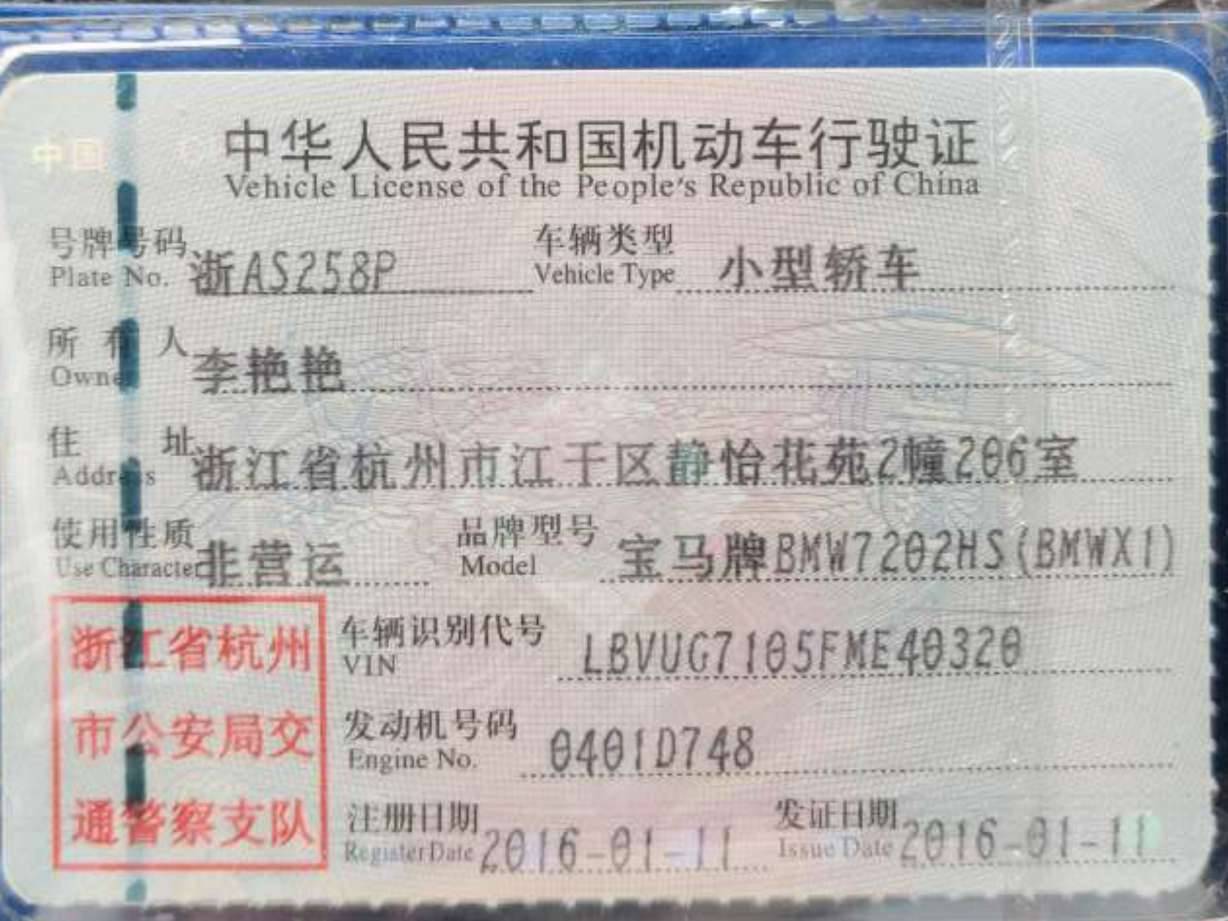 中国
中华人民共和国机动车行驶证
Vehicle License of the People's Republic of China
号牌号码 浙AS258P 车辆类型 小型轿车
Plate No. Vehicle Type
所有人 李艳艳
Owner
住址 浙江省杭州市江干区静怡花苑2幢206室
Address
使用性质 非营运 品牌型号 宝马牌BMW7202HS(BMWX1)
Use Character Model
浙江省杭州
市公安局交
通警察支队
车辆识别代号 LBVUG7105FME40320
VIN
发动机号码 0401D748
Engine No.
注册日期 2016-01-11 发证日期 2016-01-11
Register Date Issue Date